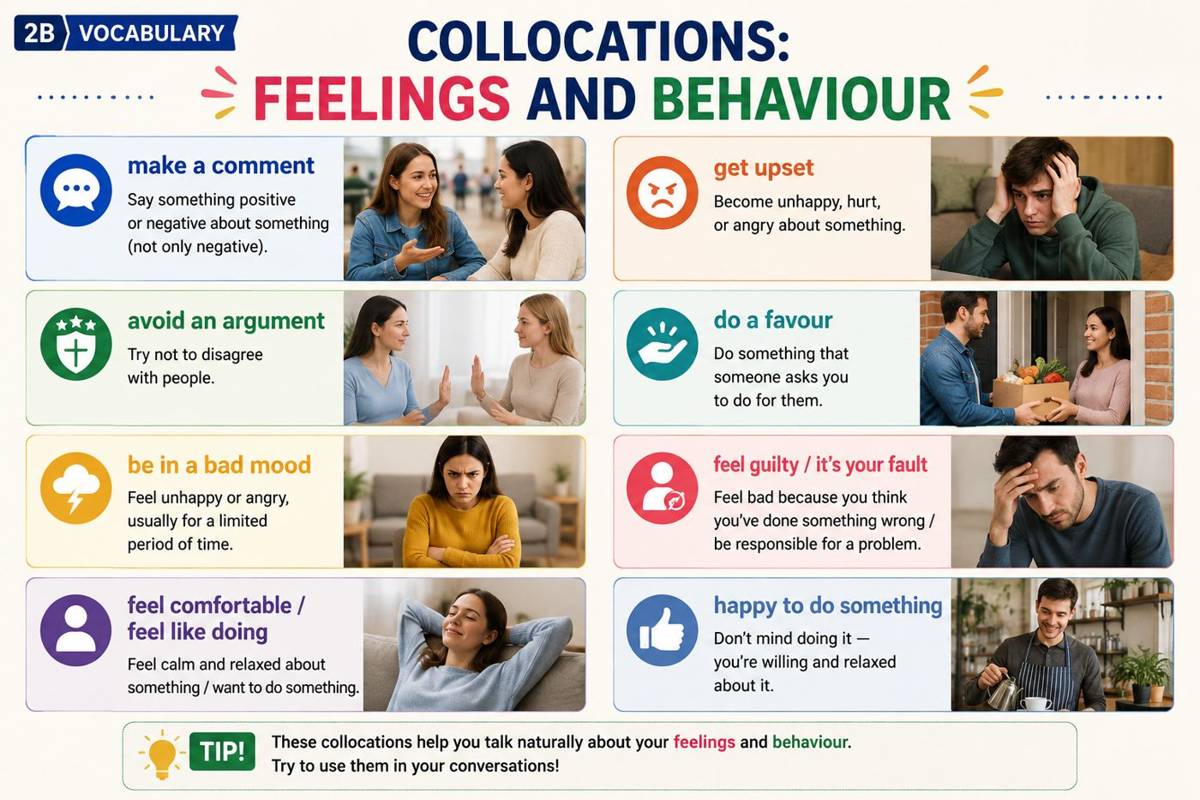 2B VOCABULARY
COLLOCATIONS:
FEELINGS AND BEHAVIOUR
make a comment
Say something positive
or negative about something
(not only negative).
get upset
Become unhappy, hurt,
or angry about something.
avoid an argument
Try not to disagree
with people.
do a favour
Do something that
someone asks you
to do for them.
be in a bad mood
Feel unhappy or angry,
usually for a limited
period of time.
feel guilty / it's your fault
Feel bad because you think
you've done something wrong /
be responsible for a problem.
feel comfortable /
feel like doing
Feel calm and relaxed about
something / want to do something.
happy to do something
Don't mind doing it —
you're willing and relaxed
about it.
TIP!
These collocations help you talk naturally about your feelings and behaviour.
Try to use them in your conversations!